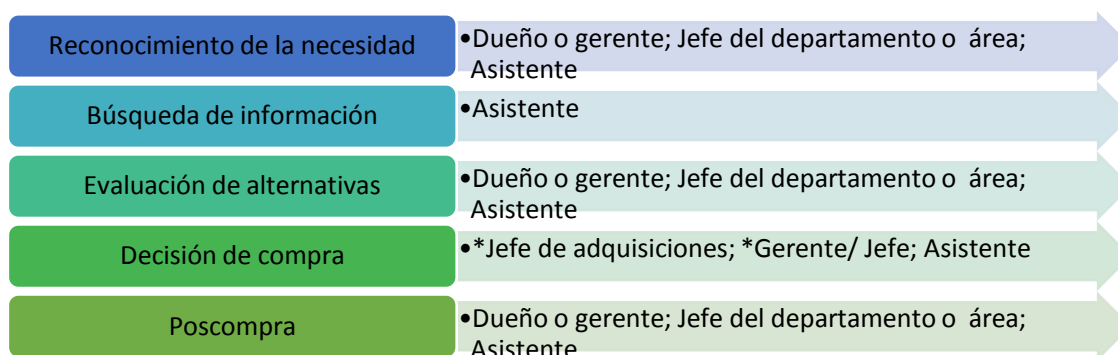 Reconocimiento de la necesidad
•Dueño o gerente; Jefe del departamento o área;
Asistente
Búsqueda de información
•Asistente
Evaluación de alternativas
•Dueño o gerente; Jefe del departamento o área;
Asistente
Decisión de compra
•*Jefe de adquisiciones; *Gerente/ Jefe; Asistente
Poscompra
•Dueño o gerente; Jefe del departamento o área;
Asistente